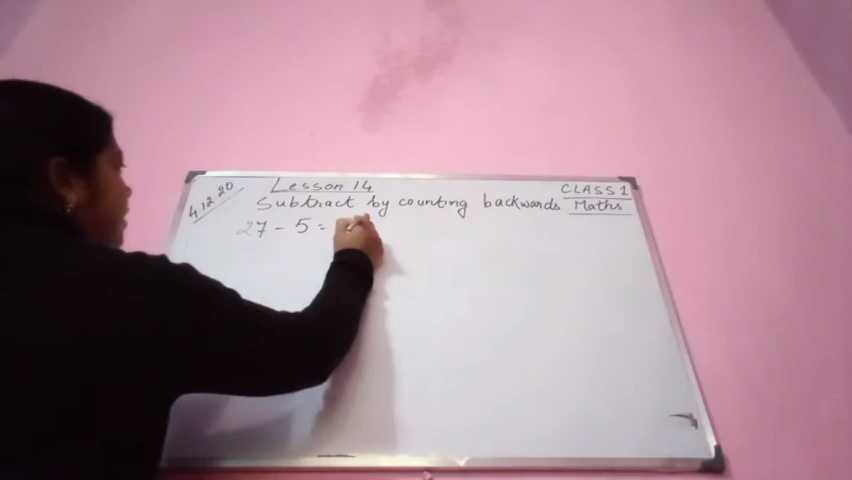 4.12.20
Lesson 14
CLASS 1
Subtract by counting backwards
Maths
27 - 5 =